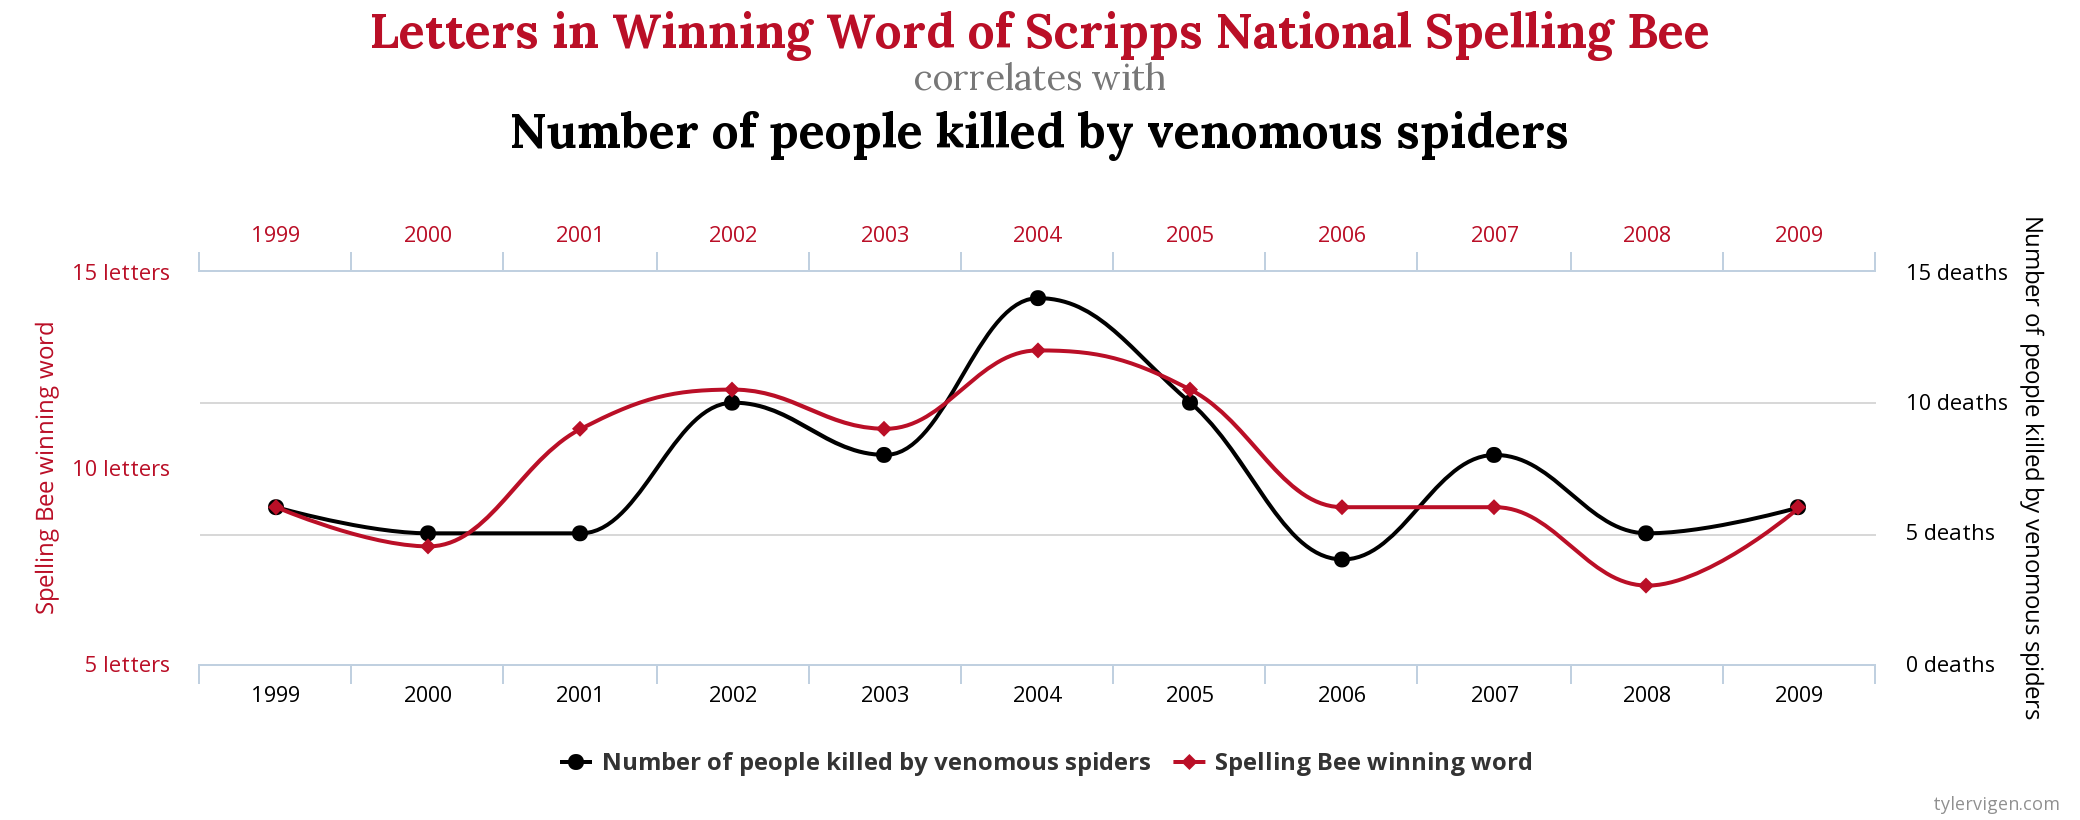 Letters in Winning Word of Scripps National Spelling Bee
correlates with
Number of people killed by venomous spiders
1999 2000 2001 2002 2003 2004 2005 2006 2007 2008 2009
15 letters
10 letters
5 letters
Spelling Bee winning word
15 deaths
10 deaths
5 deaths
0 deaths
Number of people killed by venomous spiders
1999 2000 2001 2002 2003 2004 2005 2006 2007 2008 2009
Number of people killed by venomous spiders Spelling Bee winning word
tylervigen.com